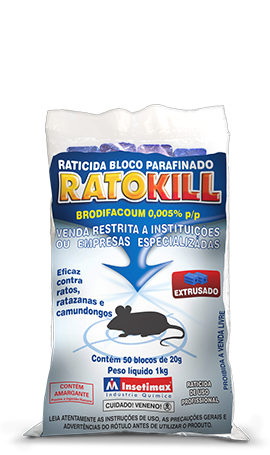 RATICIDA BLOCO PARAFINADO
RATOKILL
BRODIFACOUM 0,005% p/p
VENDA RESTRITA A INSTITUIÇÕES
OU EMPRESAS ESPECIALIZADAS
Eficaz
contra
ratos,
ratazanas e
camundongos
EXTRUSADO
PROIBIDA A VENDA LIVRE
Contém 50 blocos de 20g
Peso líquido 1kg
CONTÉM
AMARGANTE
M Insetimax
Indústria Química
CUIDADO! VENENO!
RATICIDA
DE USO
PROFISSIONAL
LEIA ATENTAMENTE AS INSTRUÇÕES DE USO, AS PRECAUÇÕES GERAIS E
ADVERTÊNCIAS DO RÓTULO ANTES DE UTILIZAR O PRODUTO.